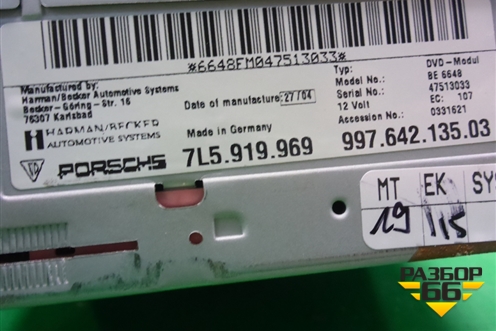 *6648FM047513033*
Manufactured by:
Harman/Becker Automotive Systems
Becker-Göring-Str. 16
76307 Karlsbad
Date of manufacture: 27/04
Typ: DVD-Modul
Model No.: BE 6648
Serial No.: 47513033
12 Volt EC: 107
Accession No.: 0331621
HARMAN/BECKER
AUTOMOTIVE SYSTEMS
Made in Germany
PORSCHE
7L5.919.969 997.642.135.03
MT EK SY
19 15
РАЗБОР
66